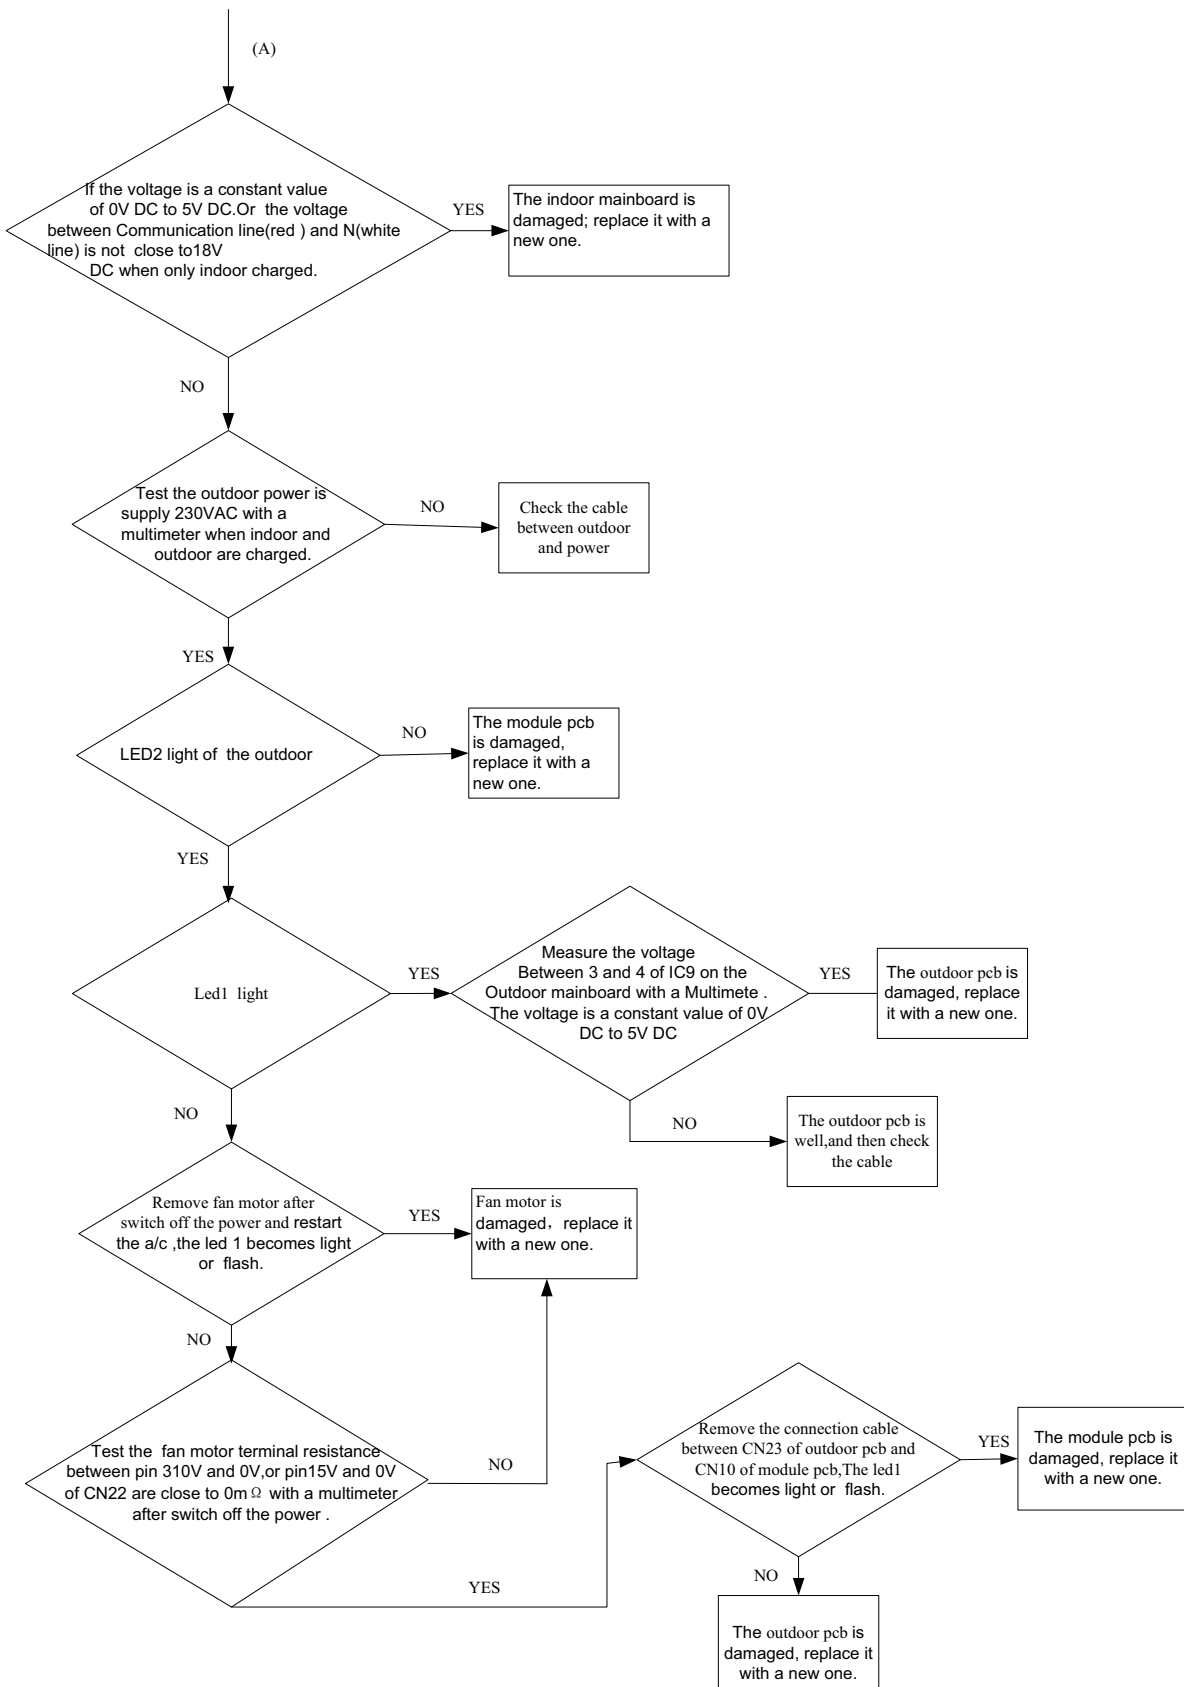 (A)
If the voltage is a constant value
of 0V DC to 5V DC.Or the voltage
between Communication line(red ) and N(white
line) is not close to18V
DC when only indoor charged.
YES
The indoor mainboard is
damaged; replace it with a
new one.
NO
Test the outdoor power is
supply 230VAC with a
multimeter when indoor and
outdoor are charged.
NO
Check the cable
between outdoor
and power
YES
LED2 light of the outdoor
NO
The module pcb
is damaged,
replace it with a
new one.
YES
Led1 light
YES
Measure the voltage
Between 3 and 4 of IC9 on the
Outdoor mainboard with a Multimete .
The voltage is a constant value of 0V
DC to 5V DC
YES
The outdoor pcb is
damaged, replace
it with a new one.
NO
The outdoor pcb is
well,and then check
the cable
NO
Remove fan motor after
switch off the power and restart
the a/c ,the led 1 becomes light
or flash.
YES
Fan motor is
damaged，replace it
with a new one.
NO
Test the fan motor terminal resistance
between pin 310V and 0V,or pin15V and 0V
of CN22 are close to 0mΩ with a multimeter
after switch off the power .
NO
YES
Remove the connection cable
between CN23 of outdoor pcb and
CN10 of module pcb,The led1
becomes light or flash.
YES
The module pcb is
damaged, replace it
with a new one.
NO
The outdoor pcb is
damaged, replace it
with a new one.